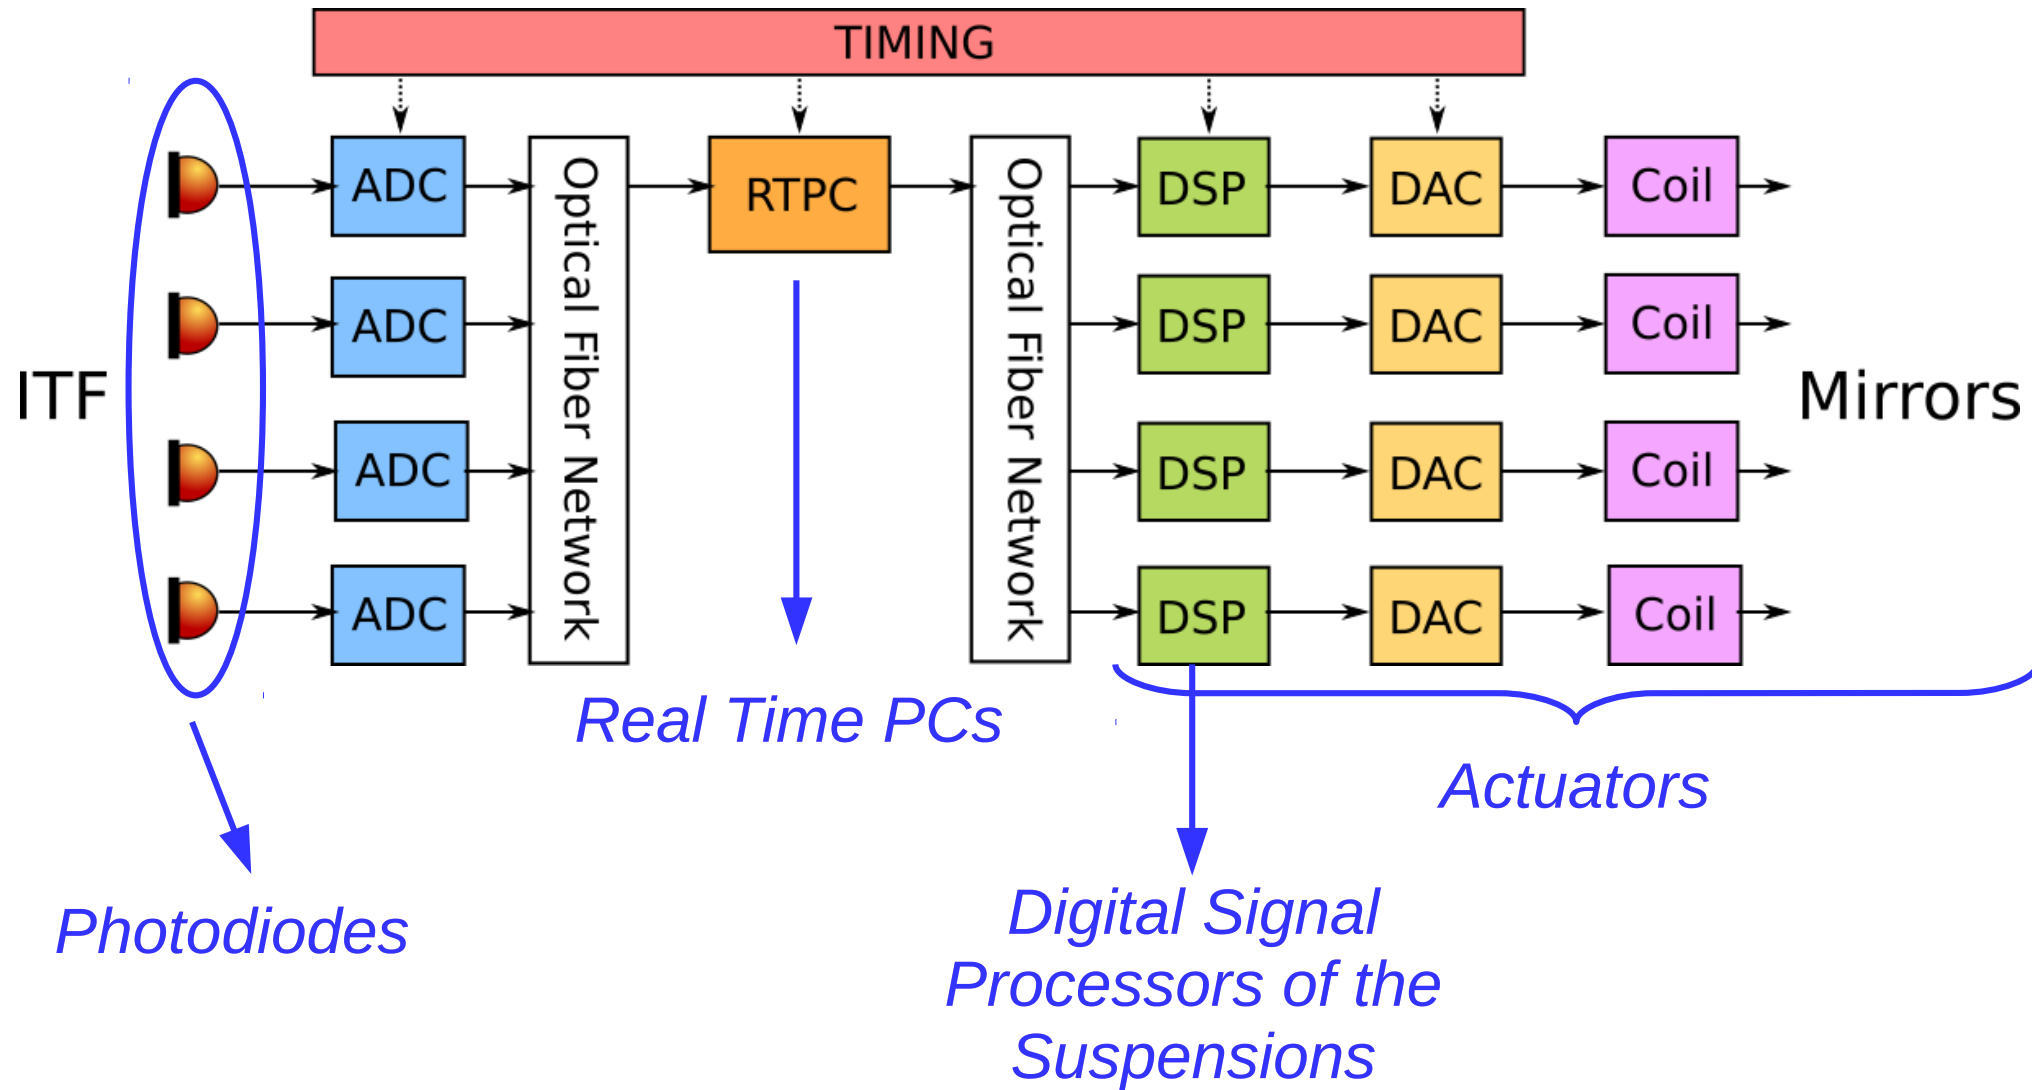 TIMING
ADC
Optical Fiber Network
RTPC
Optical Fiber Network
DSP
DAC
Coil
ADC
DSP
DAC
Coil
ITF
Mirrors
ADC
DSP
DAC
Coil
ADC
DSP
DAC
Coil
Real Time PCs
Actuators
Photodiodes
Digital Signal
Processors of the
Suspensions